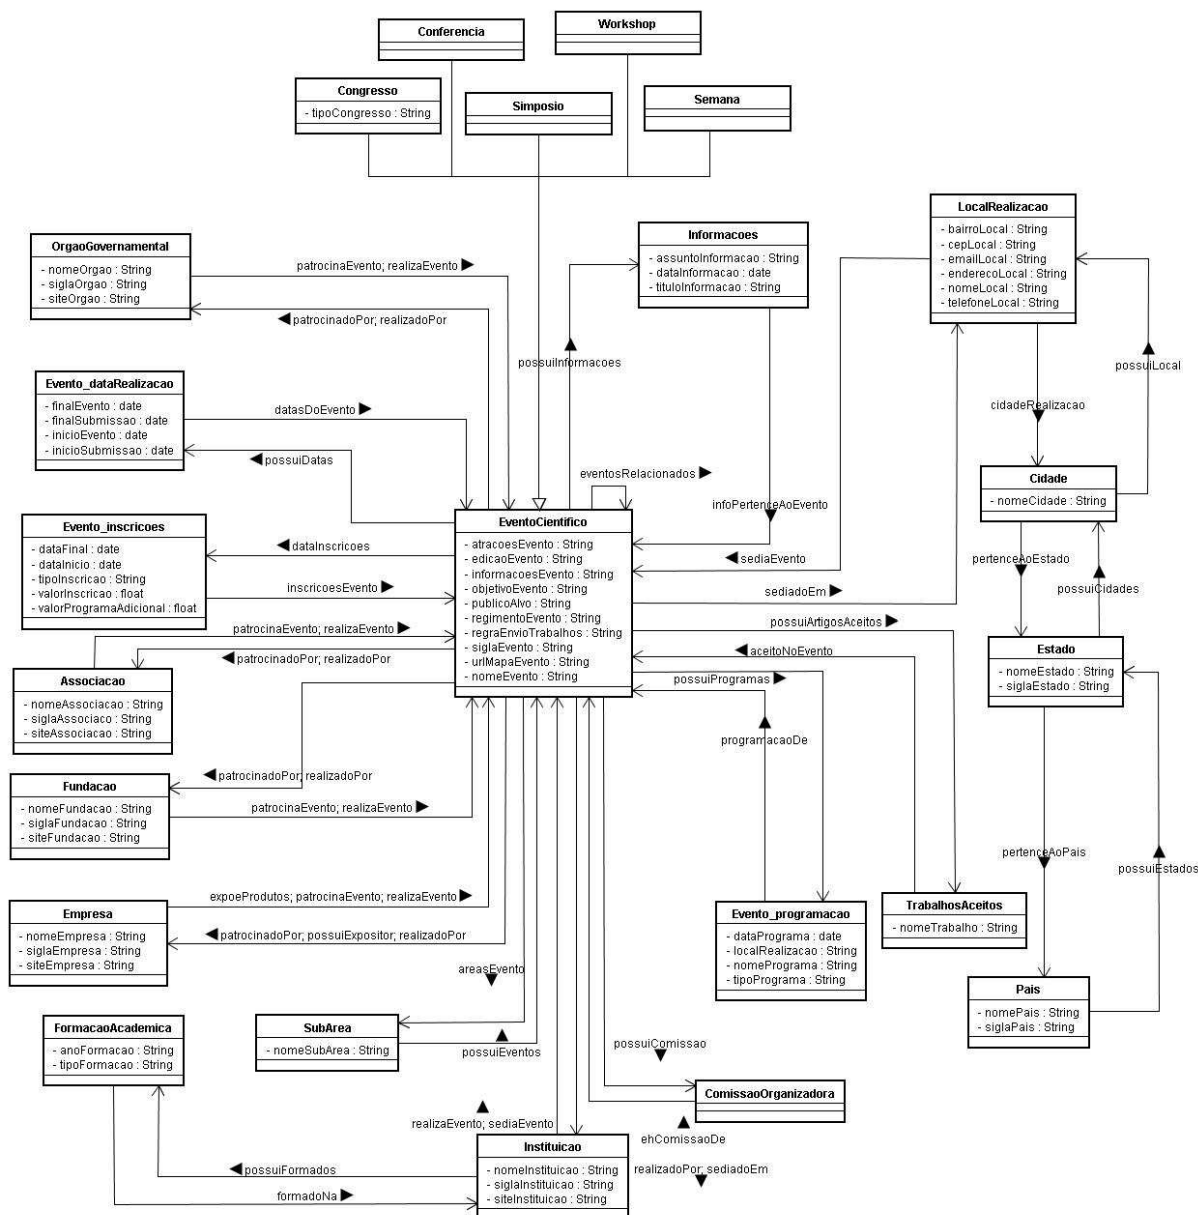 Workshop
Conferencia
Congresso
- tipoCongresso : String
Simposio
Semana
LocalRealizacao
- bairroLocal : String
- cepLocal : String
- emailLocal : String
- enderecoLocal : String
- nomeLocal : String
- telefoneLocal : String
Informacoes
- assuntoInformacao : String
- dataInformacao : date
- tituloInformacao : String
OrgaoGovernamental
- nomeOrgao : String
- siglaOrgao : String
- siteOrgao : String
patrocinaEvento; realizaEvento
patrocinadoPor; realizadoPor
possuiInformacoes
possuiLocal
Evento_dataRealizacao
- finalEvento : date
- finalSubmissao : date
- inicioEvento : date
- inicioSubmissao : date
datasDoEvento
possuiDatas
cidadeRealizacao
eventosRelacionados
infoPertenceAoEvento
Cidade
- nomeCidade : String
Evento_inscricoes
- dataFinal : date
- dataInicio : date
- tipoInscricao : String
- valorInscricao : float
- valorProgramaAdicional : float
dataInscricoes
inscricoesEvento
EventoCientifico
- atracoesEvento : String
- edicaoEvento : String
- informacoesEvento : String
- objetivoEvento : String
- publicoAlvo : String
- regimentoEvento : String
- regraEnvioTrabalhos : String
- siglaEvento : String
- urlMapaEvento : String
- nomeEvento : String
sediaEvento
sediadoEm
pertenceAoEstado
possuiCidades
patrocinaEvento; realizaEvento
patrocinadoPor; realizadoPor
possuiArtigosAceitos
aceitoNoEvento
possuiProgramas
programacaoDe
Estado
- nomeEstado : String
- siglaEstado : String
Associacao
- nomeAssociacao : String
- siglaAssociacao : String
- siteAssociacao : String
Fundacao
- nomeFundacao : String
- siglaFundacao : String
- siteFundacao : String
patrocinadoPor; realizadoPor
patrocinaEvento; realizaEvento
pertenceAoPais
possuiEstados
Empresa
- nomeEmpresa : String
- siglaEmpresa : String
- siteEmpresa : String
expoeProdutos; patrocinaEvento; realizaEvento
patrocinadoPor; possuiExpositor; realizadoPor
Evento_programacao
- dataPrograma : date
- localRealizacao : String
- nomePrograma : String
- tipoPrograma : String
TrabalhosAceitos
- nomeTrabalho : String
areasEvento
Pais
- nomePais : String
- siglaPais : String
FormacaoAcademica
- anoFormacao : String
- tipoFormacao : String
SubArea
- nomeSubArea : String
possuiEventos
possuiComissao
ComissaoOrganizadora
realizaEvento; sediaEvento
ehComissaoDe
Instituicao
- nomeInstituicao : String
- siglaInstituicao : String
- siteInstituicao : String
realizadoPor; sediadoEm
possuiFormados
formadoNa